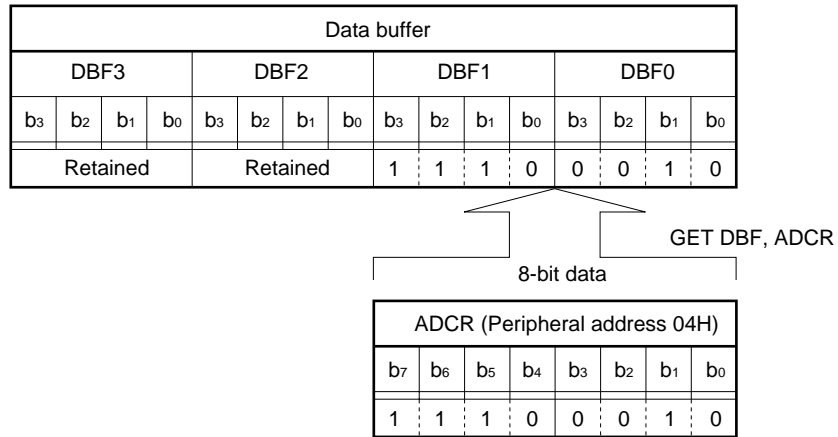 Data buffer
DBF3 DBF2 DBF1 DBF0
b3 b2 b1 b0 b3 b2 b1 b0 b3 b2 b1 b0 b3 b2 b1 b0
Retained Retained 1 1 1 0 0 0 1 0
GET DBF, ADCR
8-bit data
ADCR (Peripheral address 04H)
b7 b6 b5 b4 b3 b2 b1 b0
1 1 1 0 0 0 1 0